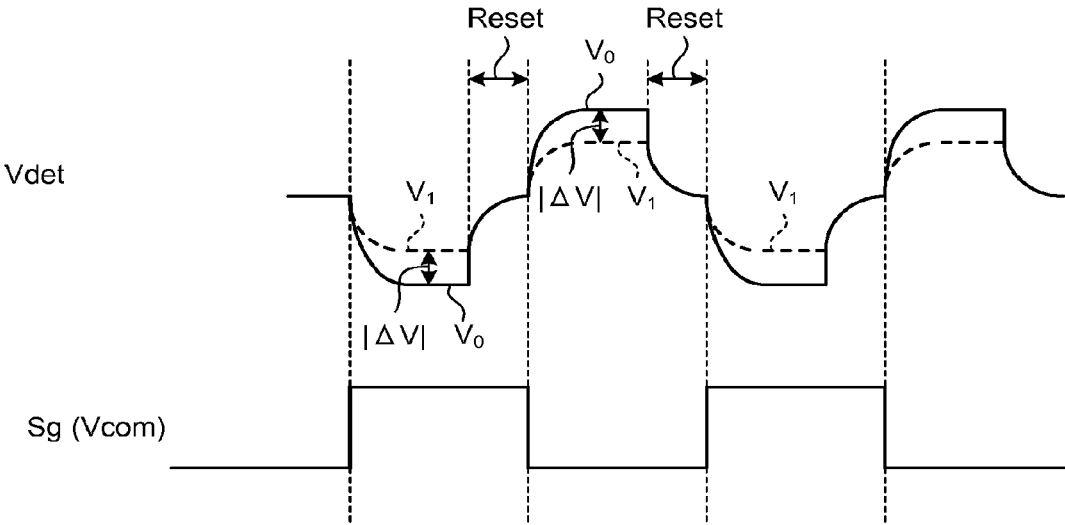 Reset
Reset
V0
Vdet
V1
|ΔV|
V1
V1
|ΔV|
V0
Sg (Vcom)